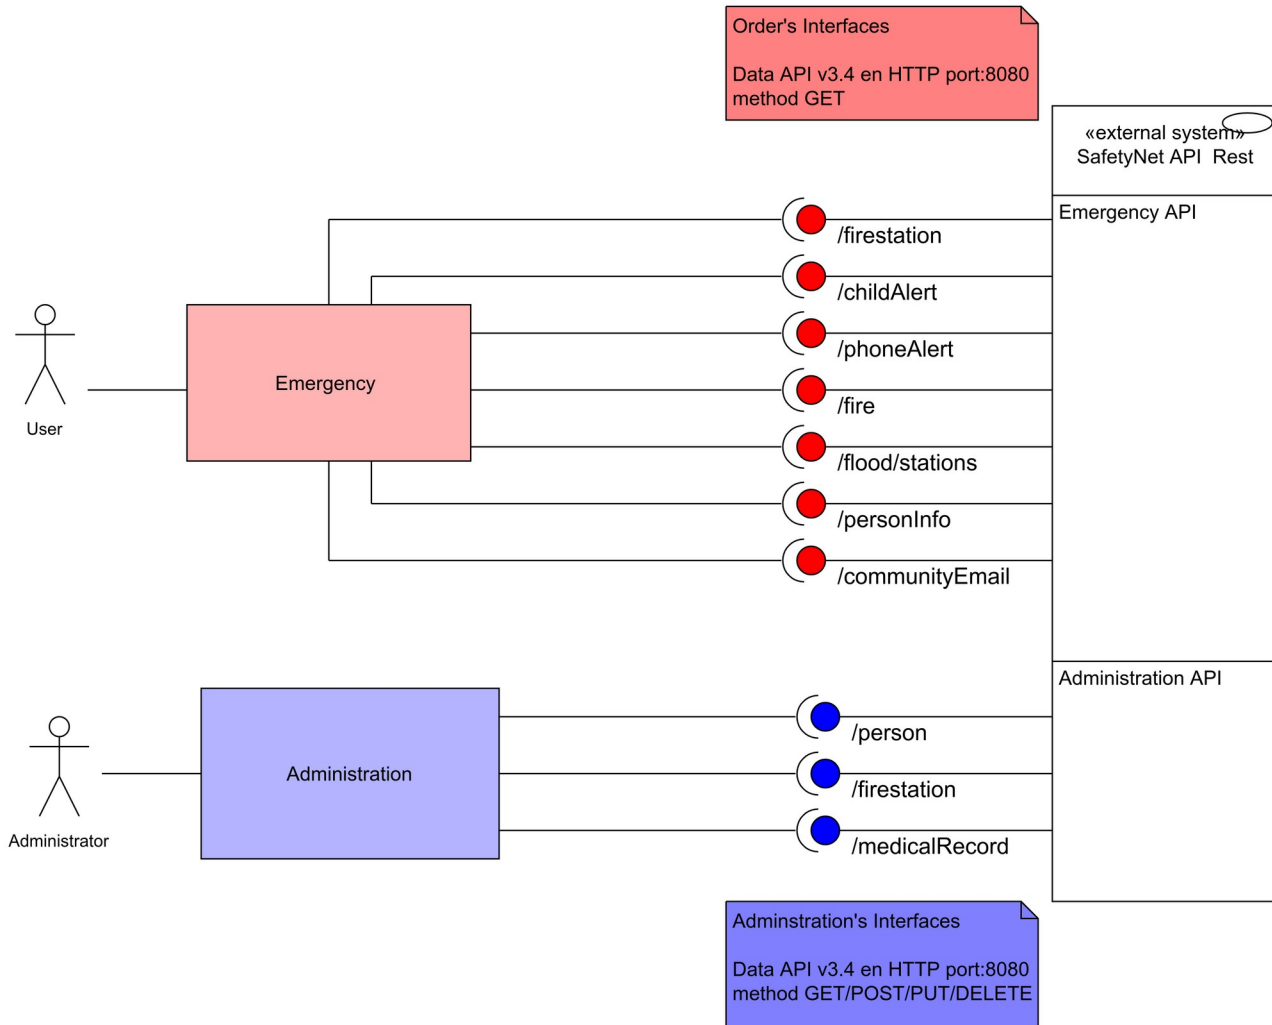 Order's Interfaces
Data API v3.4 en HTTP port:8080
method GET
«external system»
SafetyNet API  Rest
Emergency API
/firestation
/childAlert
/phoneAlert
Emergency
/fire
User
/flood/stations
/personInfo
/communityEmail
Administration API
/person
Administration
/firestation
Administrator
/medicalRecord
Adminstration's Interfaces
Data API v3.4 en HTTP port:8080
method GET/POST/PUT/DELETE